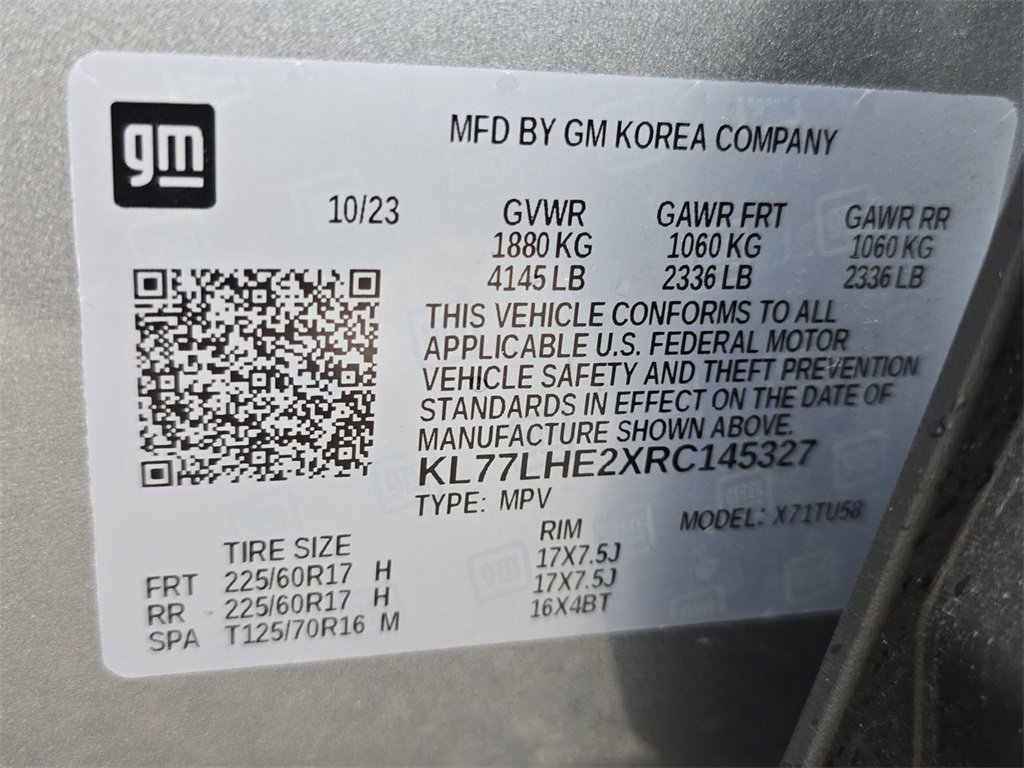 gm
MFD BY GM KOREA COMPANY
10/23 GVWR GAWR FRT GAWR RR
1880 KG 1060 KG 1060 KG
4145 LB 2336 LB 2336 LB
THIS VEHICLE CONFORMS TO ALL
APPLICABLE U.S. FEDERAL MOTOR
VEHICLE SAFETY AND THEFT PREVENTION
STANDARDS IN EFFECT ON THE DATE OF
MANUFACTURE SHOWN ABOVE.
KL77LHE2XRC145327
TYPE: MPV MODEL: X71TU58
TIRE SIZE RIM
FRT 225/60R17 H 17X7.5J
RR 225/60R17 H 17X7.5J
SPA T125/70R16 M 16X4BT